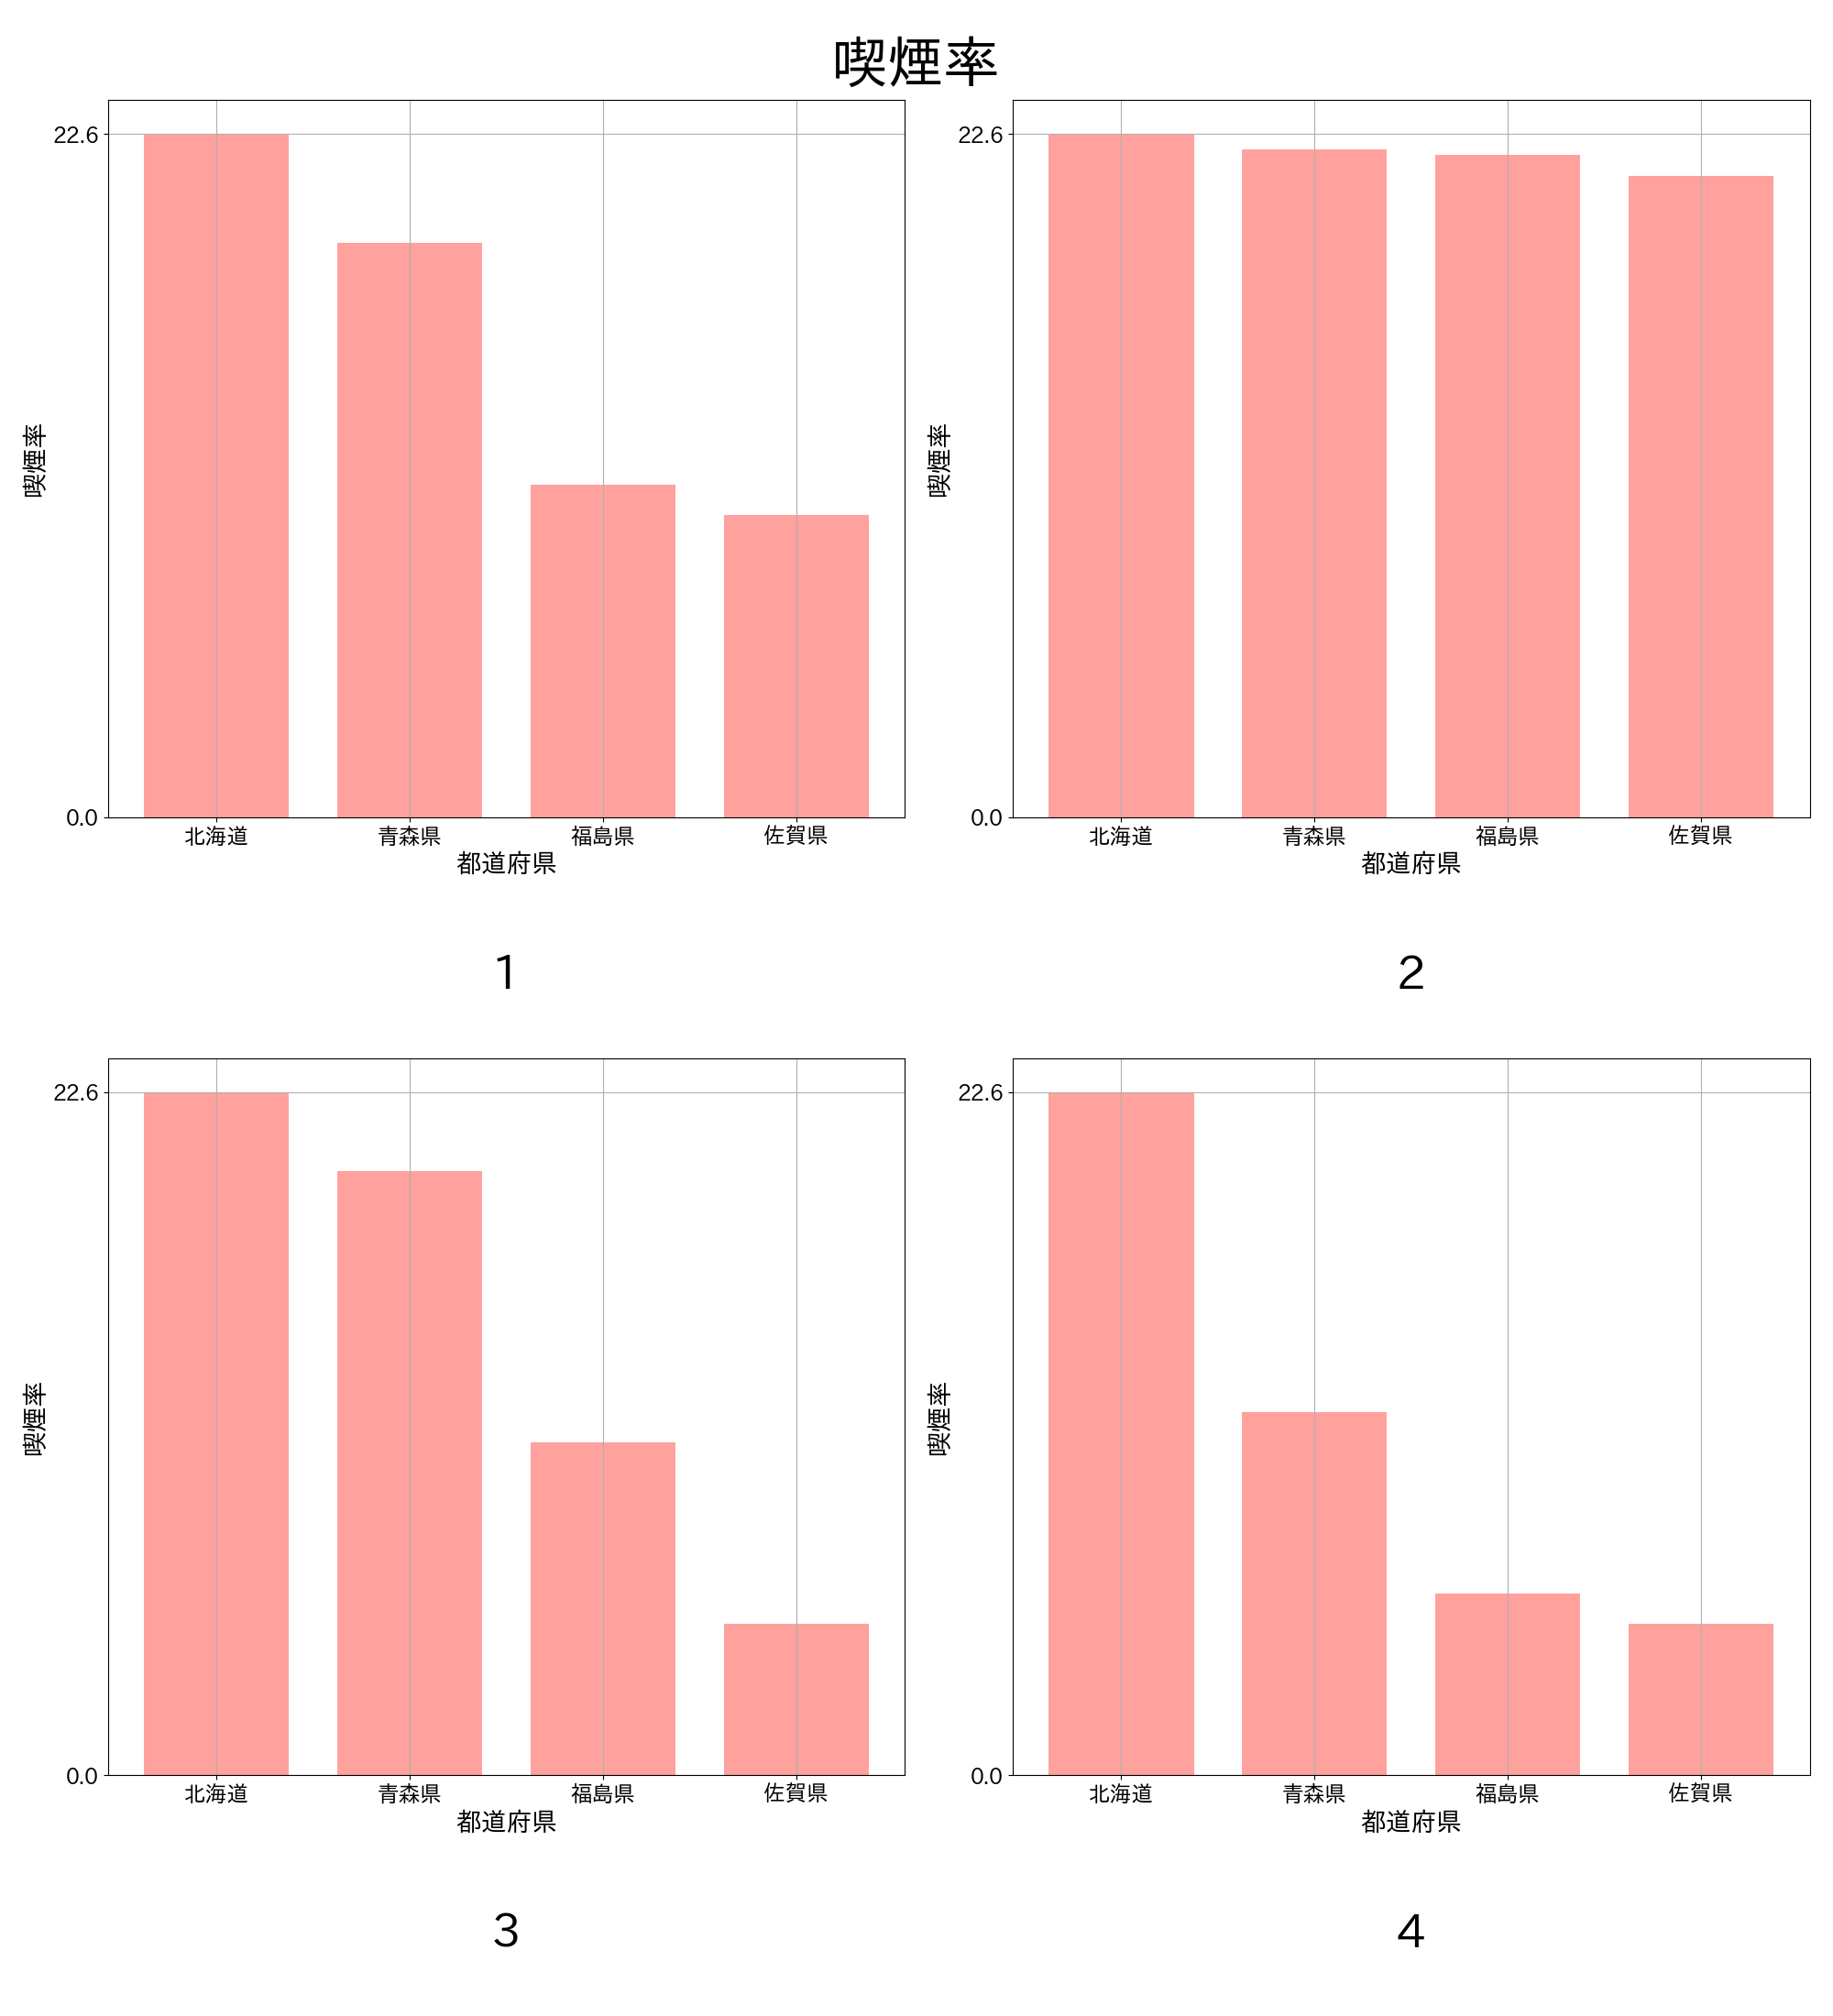 喫煙率
22.6
0.0
喫煙率
北海道 青森県 福島県 佐賀県
都道府県
1
22.6
0.0
喫煙率
北海道 青森県 福島県 佐賀県
都道府県
2
22.6
0.0
喫煙率
北海道 青森県 福島県 佐賀県
都道府県
3
22.6
0.0
喫煙率
北海道 青森県 福島県 佐賀県
都道府県
4